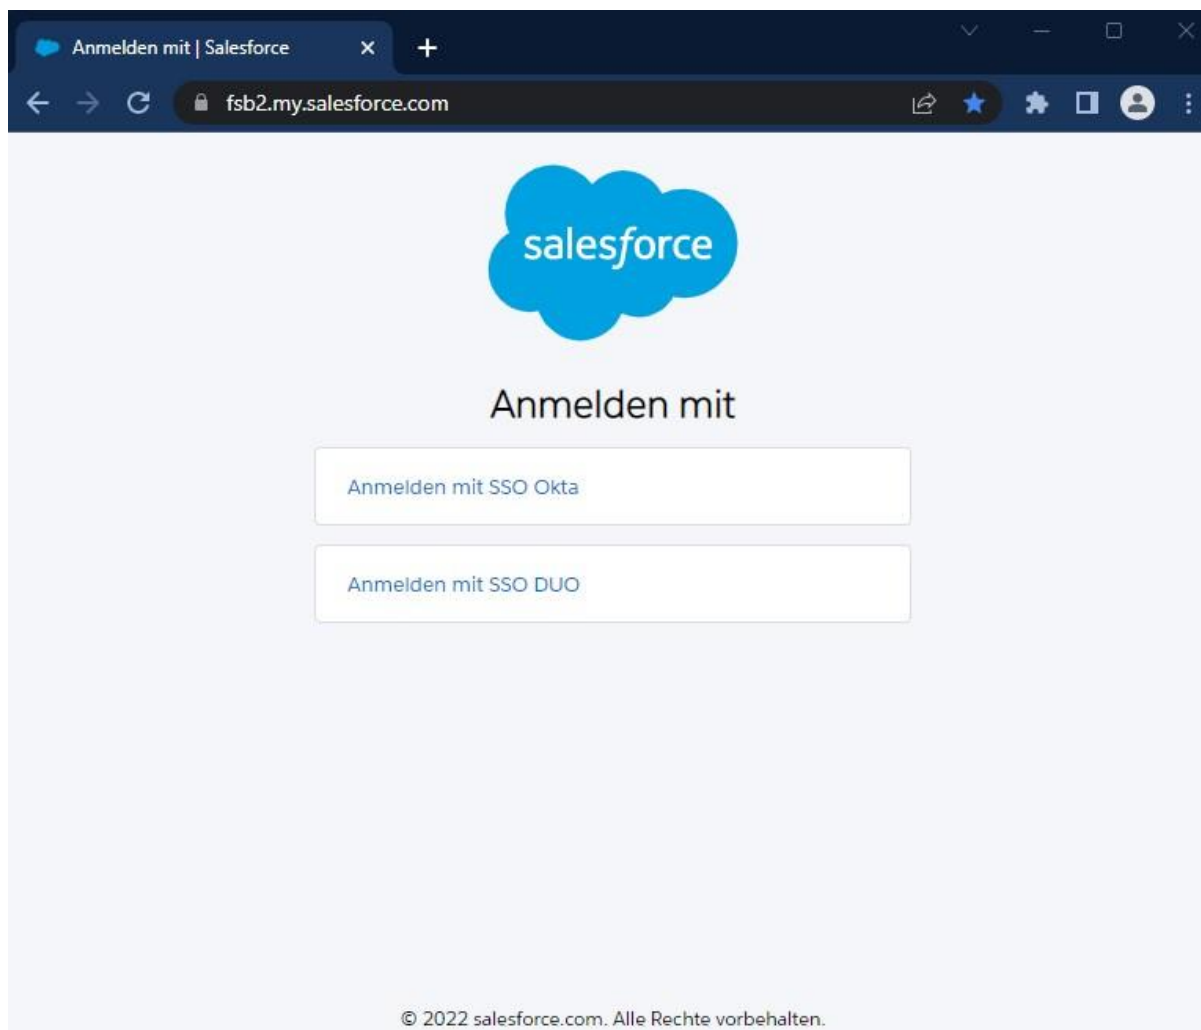 Anmelden mit | Salesforce
fsb2.my.salesforce.com
salesforce
Anmelden mit
Anmelden mit SSO Okta
Anmelden mit SSO DUO
© 2022 salesforce.com. Alle Rechte vorbehalten.